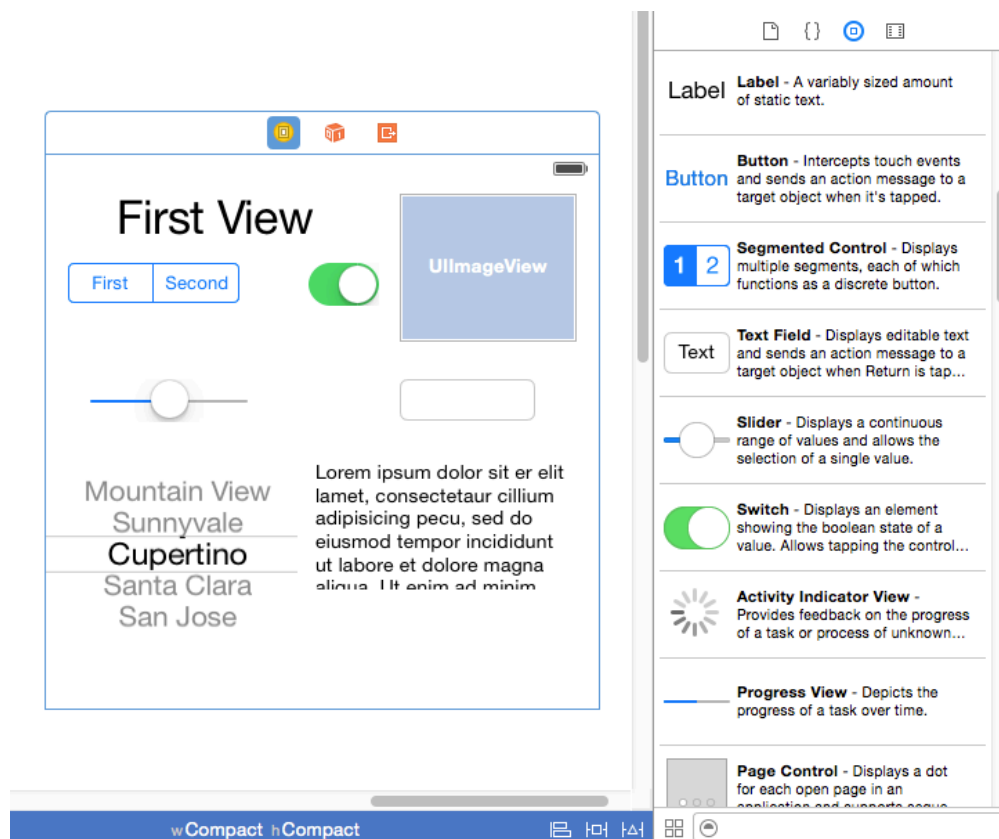 First View
First
Second
UIImageView
Mountain View
Sunnyvale
Cupertino
Santa Clara
San Jose
Lorem ipsum dolor sit er elit
lamet, consectetaur cillium
adipisicing pecu, sed do
eiusmod tempor incididunt
ut labore et dolore magna
aliqua. Ut enim ad minim
wCompact hCompact
{}
Label
Label - A variably sized amount
of static text.
Button
Button - Intercepts touch events
and sends an action message to a
target object when it's tapped.
1 2
Segmented Control - Displays
multiple segments, each of which
functions as a discrete button.
Text
Text Field - Displays editable text
and sends an action message to a
target object when Return is tap...
Slider - Displays a continuous
range of values and allows the
selection of a single value.
Switch - Displays an element
showing the boolean state of a
value. Allows tapping the control...
Activity Indicator View -
Provides feedback on the progress
of a task or process of unknown...
Progress View - Depicts the
progress of a task over time.
Page Control - Displays a dot
for each open page in an
application and supports